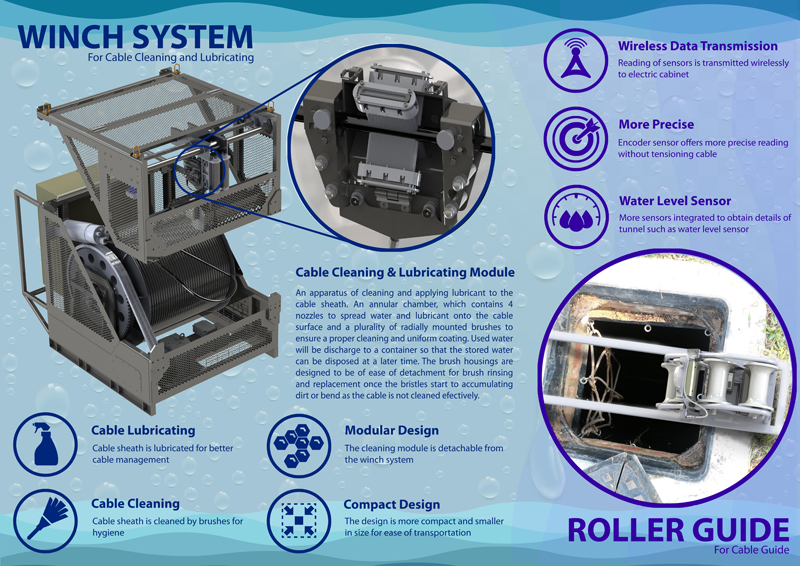 WINCH SYSTEM
For Cable Cleaning and Lubricating
Cable Cleaning & Lubricating Module
An apparatus of cleaning and applying lubricant to the
cable sheath. An annular chamber, which contains 4
nozzles to spread water and lubricant onto the cable
surface and a plurality of radially mounted brushes to
ensure a proper cleaning and uniform coating. Used water
will be discharge to a container so that the stored water
can be disposed at a later time. The brush housings are
designed to be of ease of detachment for brush rinsing
and replacement once the bristles start to accumulating
dirt or bend as the cable is not cleaned efectively.
Cable Lubricating
Cable sheath is lubricated for better
cable management
Modular Design
The cleaning module is detachable from
the winch system
Cable Cleaning
Cable sheath is cleaned by brushes for
hygiene
Compact Design
The design is more compact and smaller
in size for ease of transportation
Wireless Data Transmission
Reading of sensors is transmitted wirelessly
to electric cabinet
More Precise
Encoder sensor offers more precise reading
without tensioning cable
Water Level Sensor
More sensors integrated to obtain details of
tunnel such as water level sensor
ROLLER GUIDE
For Cable Guide